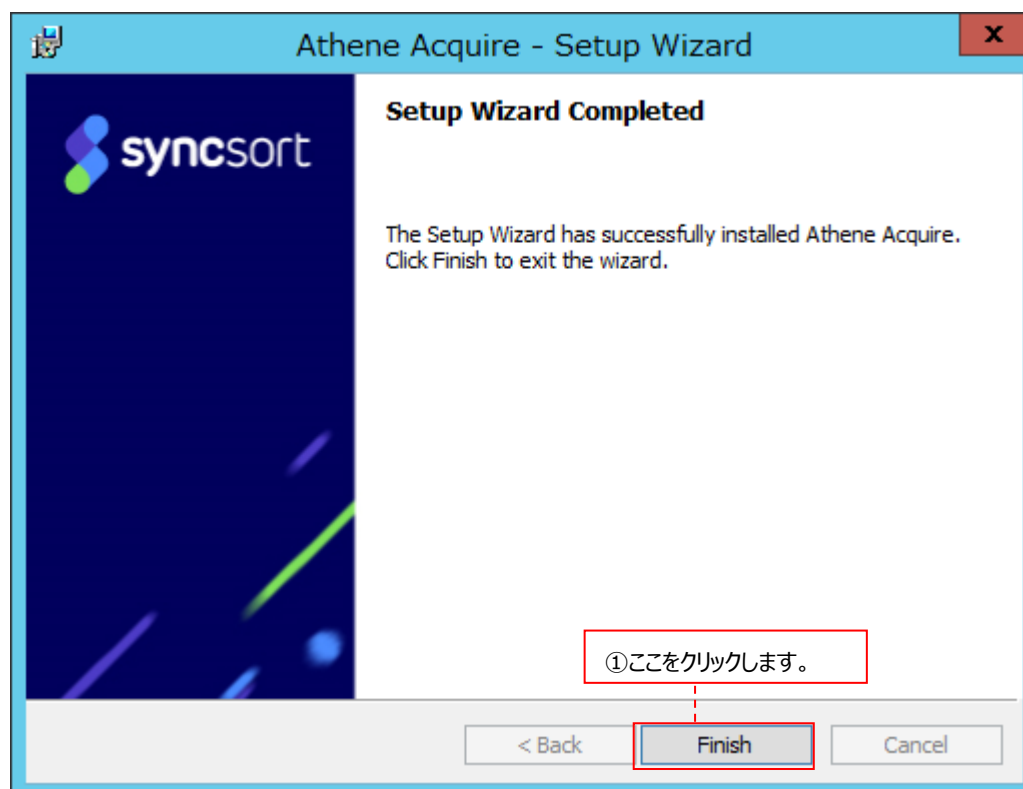 Athene Acquire - Setup Wizard
x
syncsort
Setup Wizard Completed
The Setup Wizard has successfully installed Athene Acquire.
Click Finish to exit the wizard.
①ここをクリックします。
< Back
Finish
Cancel